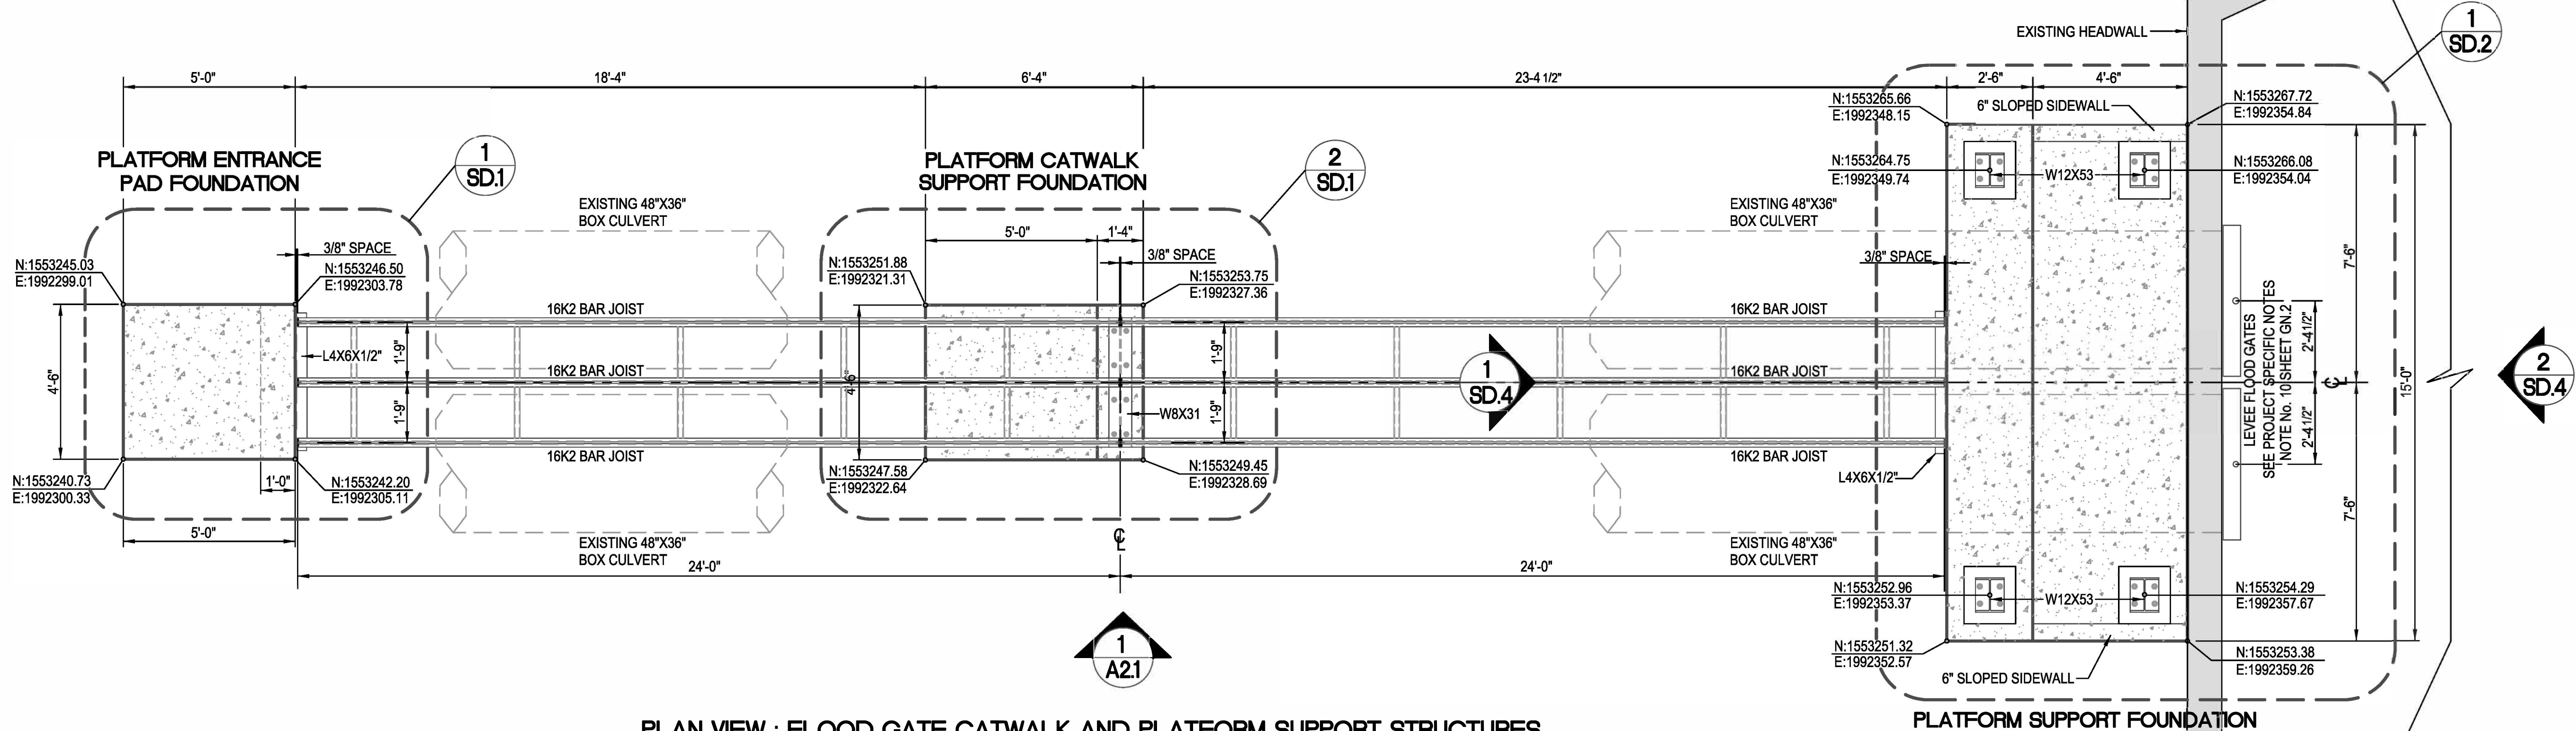 EXISTING HEADWALL
1
SD.2
5'-0"
18'-4"
6'-4"
23-4 1/2"
2'-6"
4'-6"
N:1553265.66
E:1992348.15
6" SLOPED SIDEWALL
N:1553267.72
E:1992354.84
PLATFORM ENTRANCE
PAD FOUNDATION
1
SD.1
PLATFORM CATWALK
SUPPORT FOUNDATION
2
SD.1
N:1553264.75
E:1992349.74
W12X53
N:1553266.08
E:1992354.04
EXISTING 48"X36"
BOX CULVERT
EXISTING 48"X36"
BOX CULVERT
5'-0"
1'-4"
7'-6"
3/8" SPACE
3/8" SPACE
3/8" SPACE
N:1553245.03
E:1992299.01
N:1553246.50
E:1992303.78
N:1553251.88
E:1992321.31
N:1553253.75
E:1992327.36
16K2 BAR JOIST
16K2 BAR JOIST
4'-6"
L4X6X1/2"
1'-9"
4'-6"
1'-9"
16K2 BAR JOIST
16K2 BAR JOIST
1
SD.4
1'-9"
W8X31
1'-9"
LEVEE FLOOD GATES
SEE PROJECT SPECIFIC NOTES
NOTE No. 10 SHEET GN.2
2'-4 1/2"
2'-4 1/2"
℄
15'-0"
2
SD.4
16K2 BAR JOIST
16K2 BAR JOIST
N:1553240.73
E:1992300.33
1'-0"
N:1553242.20
E:1992305.11
N:1553247.58
E:1992322.64
N:1553249.45
E:1992328.69
L4X6X1/2"
7'-6"
5'-0"
EXISTING 48"X36"
BOX CULVERT
℄
EXISTING 48"X36"
BOX CULVERT
24'-0"
24'-0"
N:1553252.96
E:1992353.37
W12X53
N:1553254.29
E:1992357.67
1
A2.1
N:1553251.32
E:1992352.57
N:1553253.38
E:1992359.26
6" SLOPED SIDEWALL
PLATFORM SUPPORT FOUNDATION
PLAN VIEW : FLOOD GATE CATWALK AND PLATFORM SUPPORT STRUCTURES